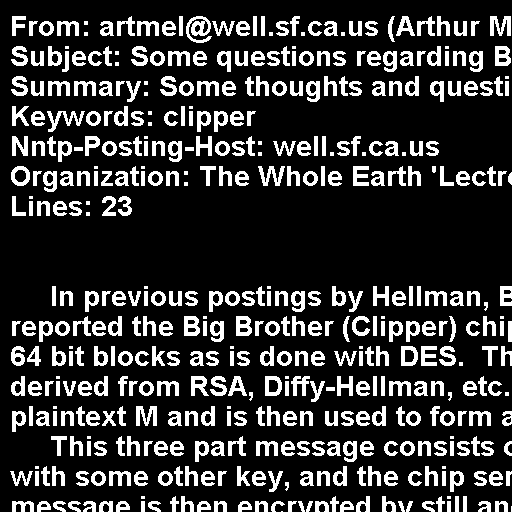 From: artmel@well.sf.ca.us (Arthur M
Subject: Some questions regarding B
Summary: Some thoughts and questi
Keywords: clipper
Nntp-Posting-Host: well.sf.ca.us
Organization: The Whole Earth 'Lectr
Lines: 23
In previous postings by Hellman, B
reported the Big Brother (Clipper) chip
64 bit blocks as is done with DES. Th
derived from RSA, Diffy-Hellman, etc.
plaintext M and is then used to form a
This three part message consists o
with some other key, and the chip ser
message is then encrypted by still an